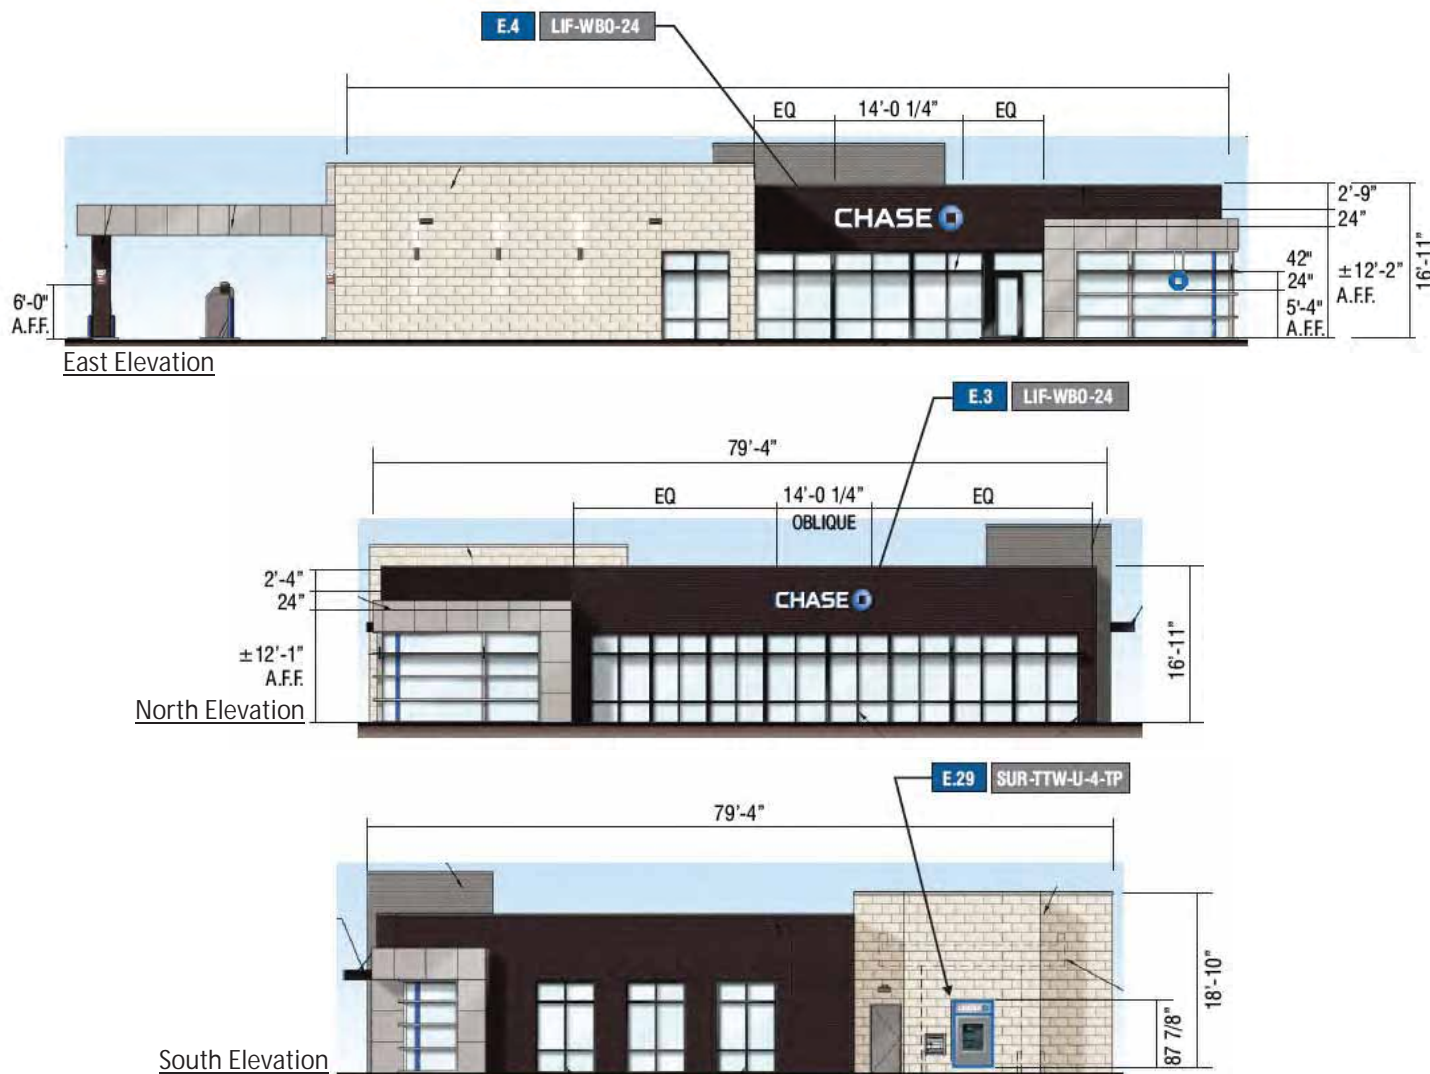 E.4 LIF-WBO-24
EQ 14'-0 1/4" EQ
CHASE
2'-9"
24"
42"
24"
5'-4"
A.F.F.
±12'-2"
A.F.F.
16'-11"
6'-0"
A.F.F.
East Elevation
E.3 LIF-WBO-24
79'-4"
EQ 14'-0 1/4" EQ
OBLIQUE
2'-4"
24"
CHASE
±12'-1"
A.F.F.
16'-11"
North Elevation
E.29 SUR-TTW-U-4-TP
79'-4"
18'-10"
87 7/8"
South Elevation